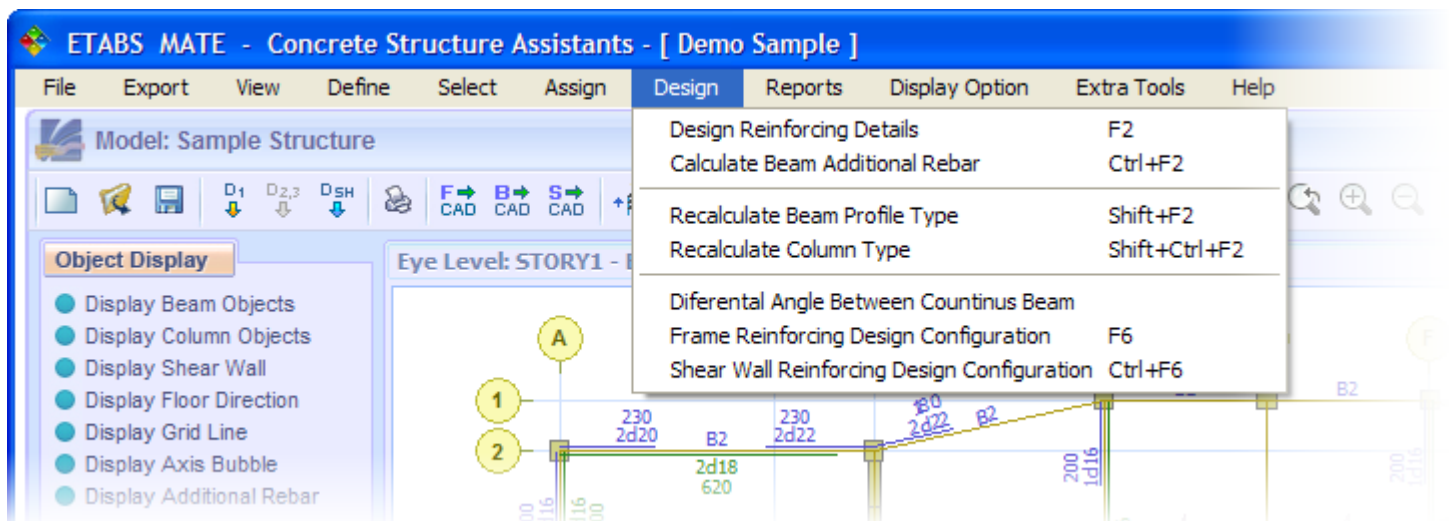 ETABS MATE - Concrete Structure Assistants - [ Demo Sample ]
File Export View Define Select Assign Design Reports Display Option Extra Tools Help
Model: Sample Structure
D1 D2,3 DSH F CAD B CAD S CAD
Design Reinforcing Details F2
Calculate Beam Additional Rebar Ctrl+F2
Recalculate Beam Profile Type Shift+F2
Recalculate Column Type Shift+Ctrl+F2
Diferental Angle Between Countinus Beam
Frame Reinforcing Design Configuration F6
Shear Wall Reinforcing Design Configuration Ctrl+F6
Object Display
Display Beam Objects
Display Column Objects
Display Shear Wall
Display Floor Direction
Display Grid Line
Display Axis Bubble
Display Additional Rebar
Eye Level: STORY1 -
A
F
1
2
230
2d20
B2
230
2d22
2d18
620
180
2d22
B2
B2
200
1d16
200